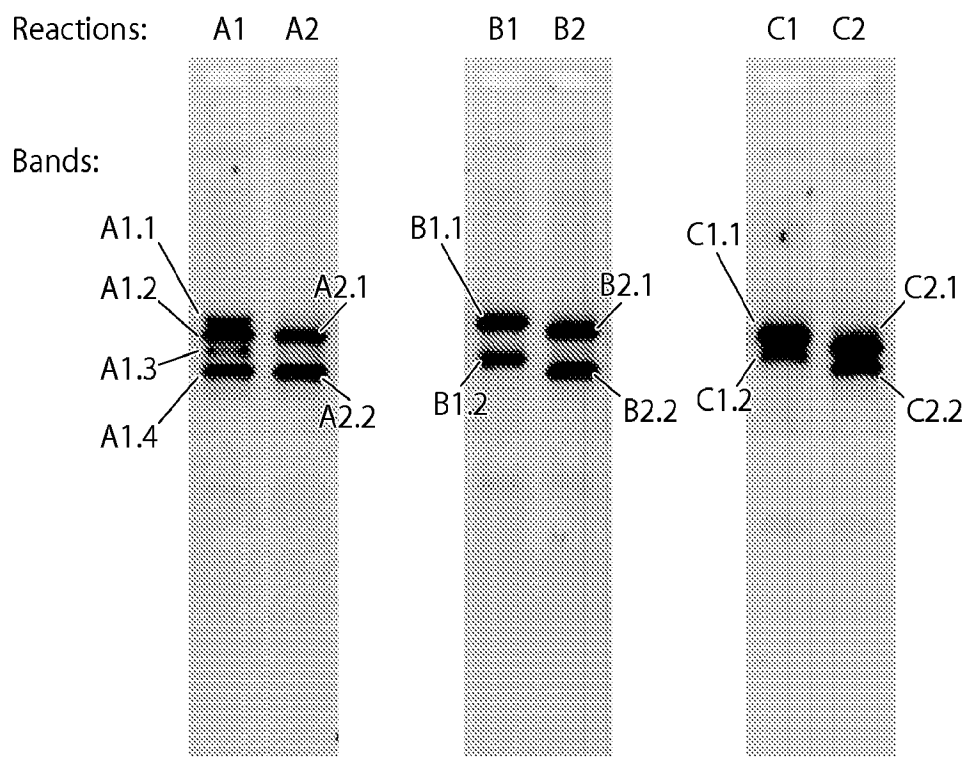 Reactions: A1 A2 B1 B2 C1 C2
Bands:
A1.1
A1.2
A1.3
A1.4
A2.1
A2.2
B1.1
B1.2
B2.1
B2.2
C1.1
C1.2
C2.1
C2.2